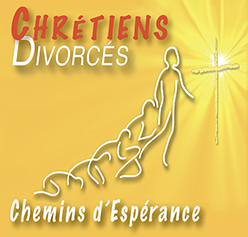 CHRÉTIENS
DIVORCÉS
Chemins d'Espérance